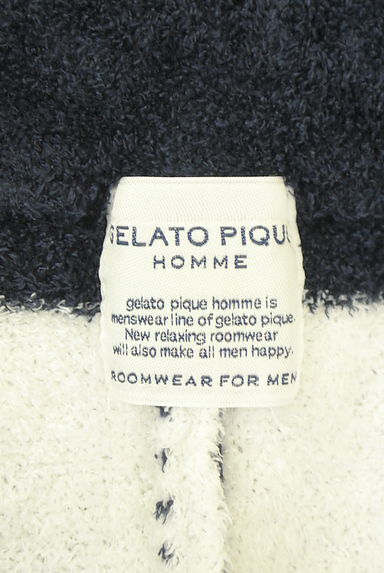 GELATO PIQU
HOMME
gelato pique homme is
menswear line of gelato pique.
New relaxing roomwear
will also make all men happy.
ROOMWEAR FOR MEN